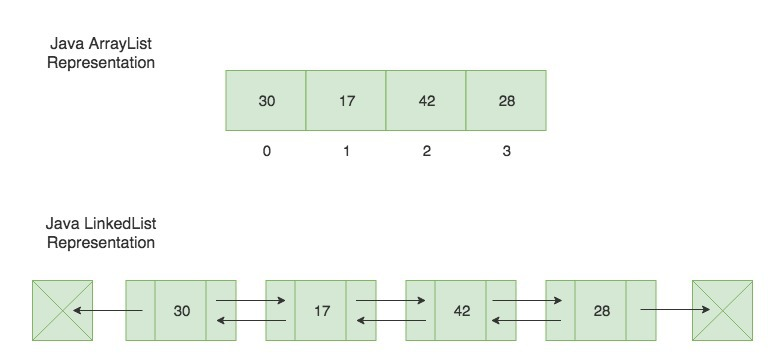 Java ArrayList
Representation
30 17 42 28
0 1 2 3
Java LinkedList
Representation
30 17 42 28